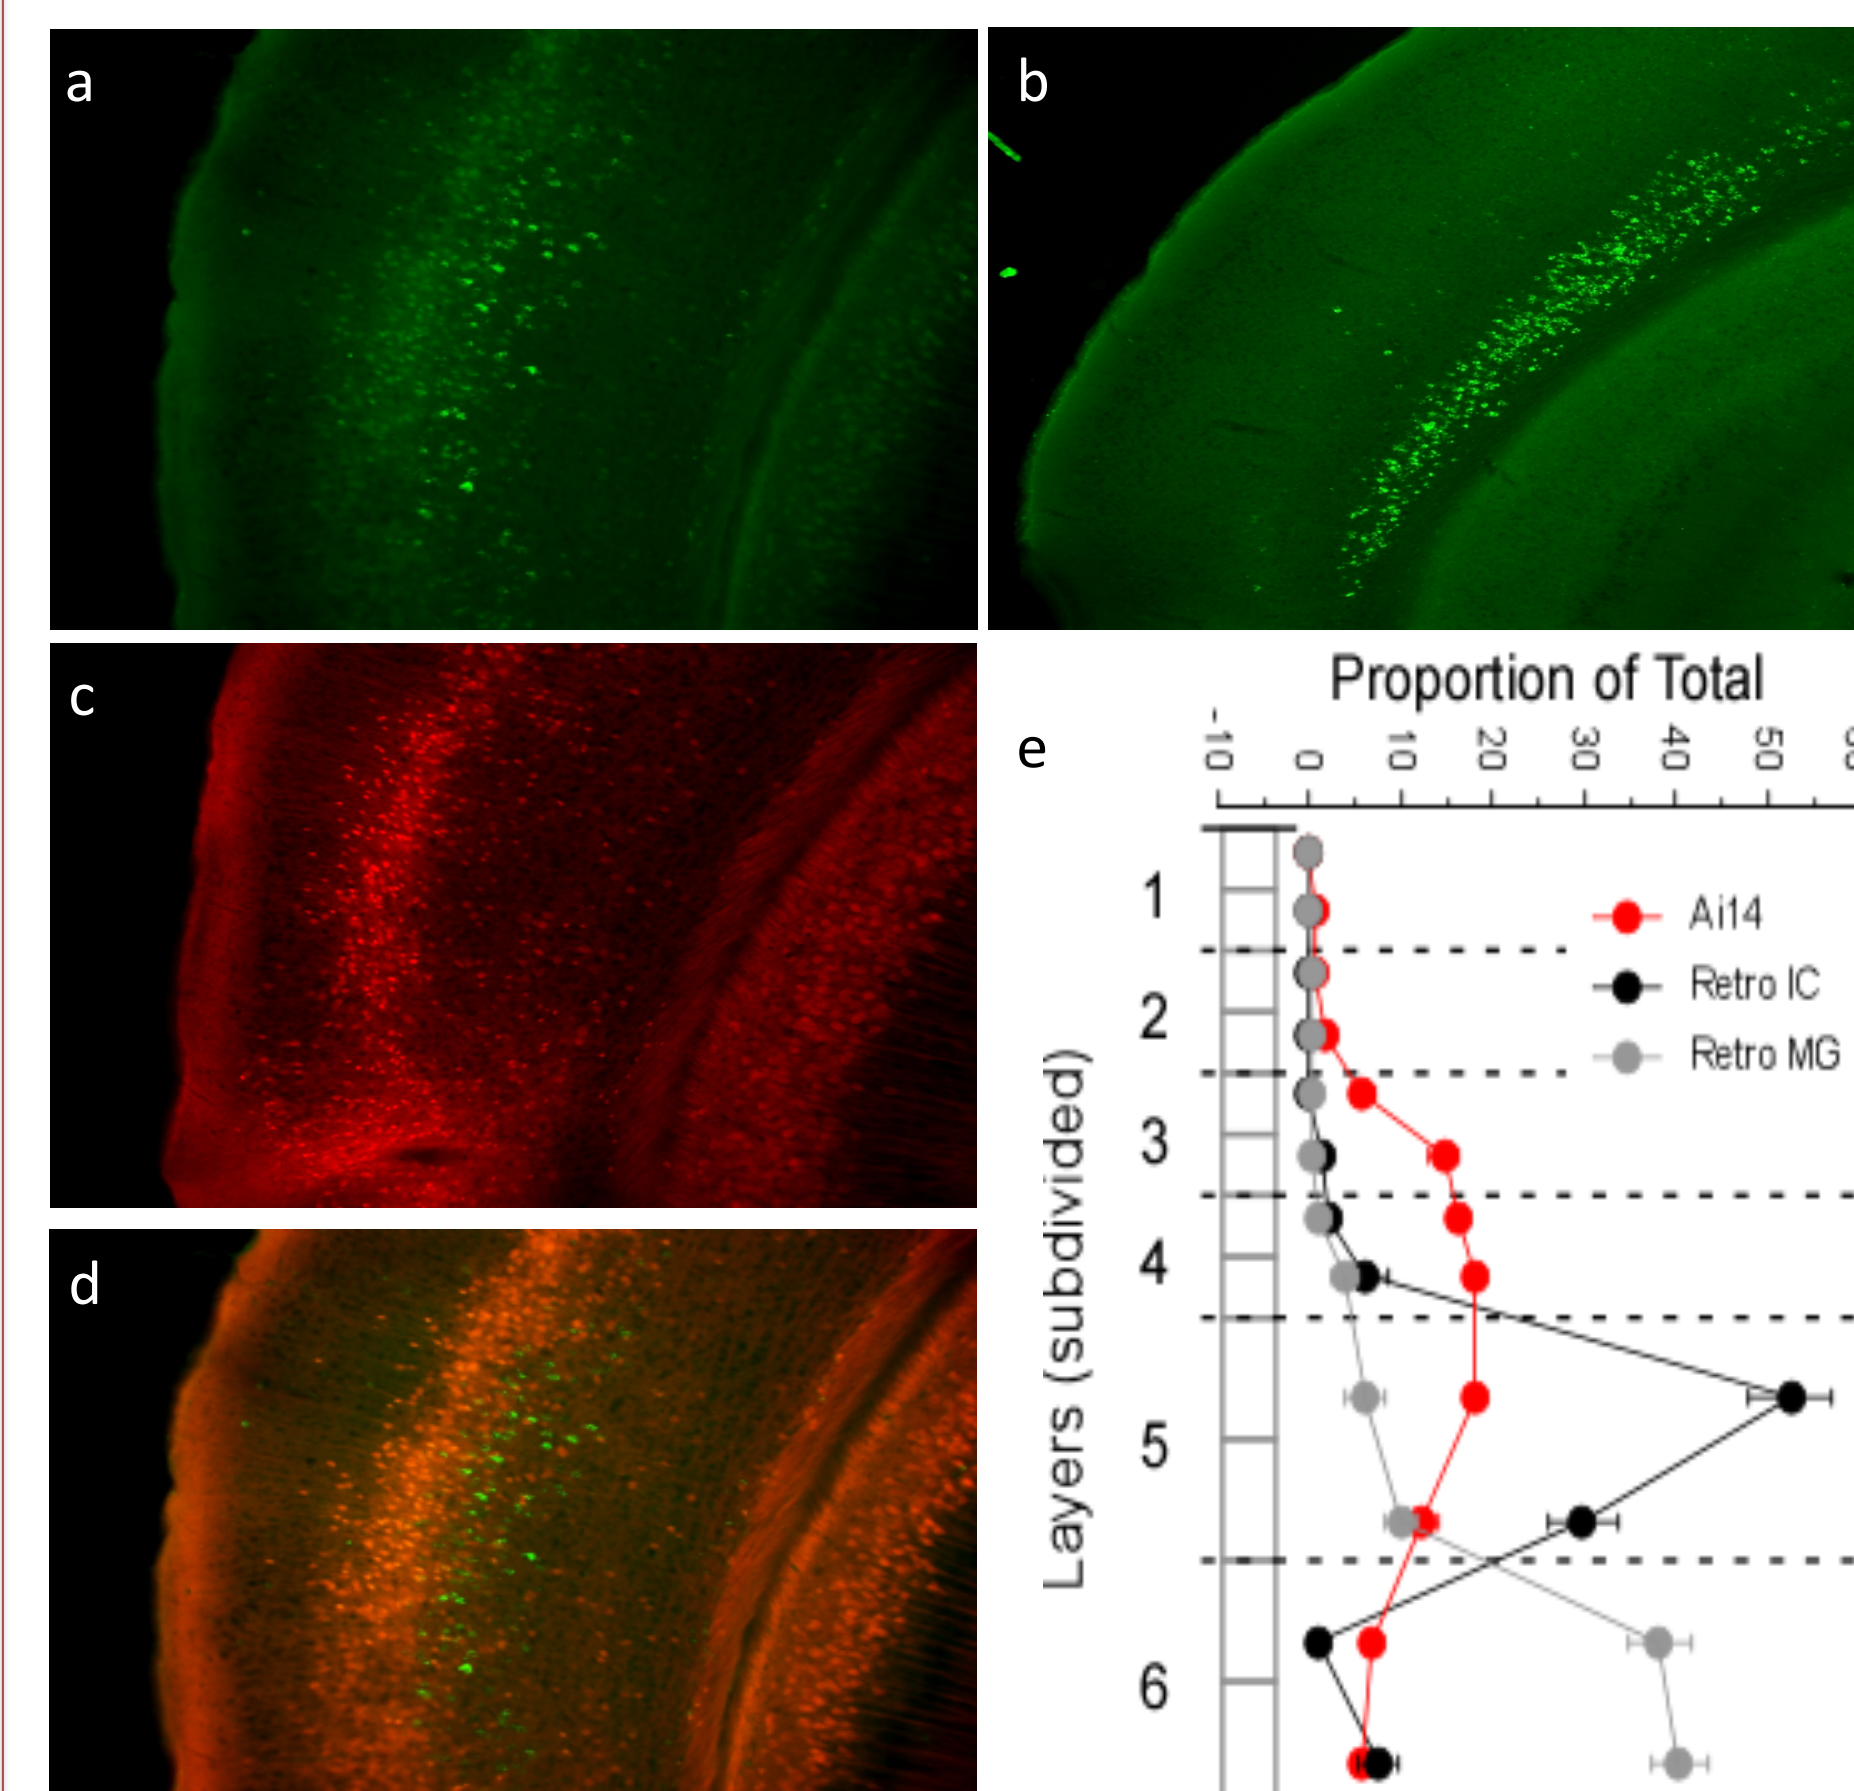 a
b
c
d
e
Proportion of Total
-10 0 10 20 30 40 50
Layers (subdivided)
1
2
3
4
5
6
Ai14
Retro IC
Retro MG